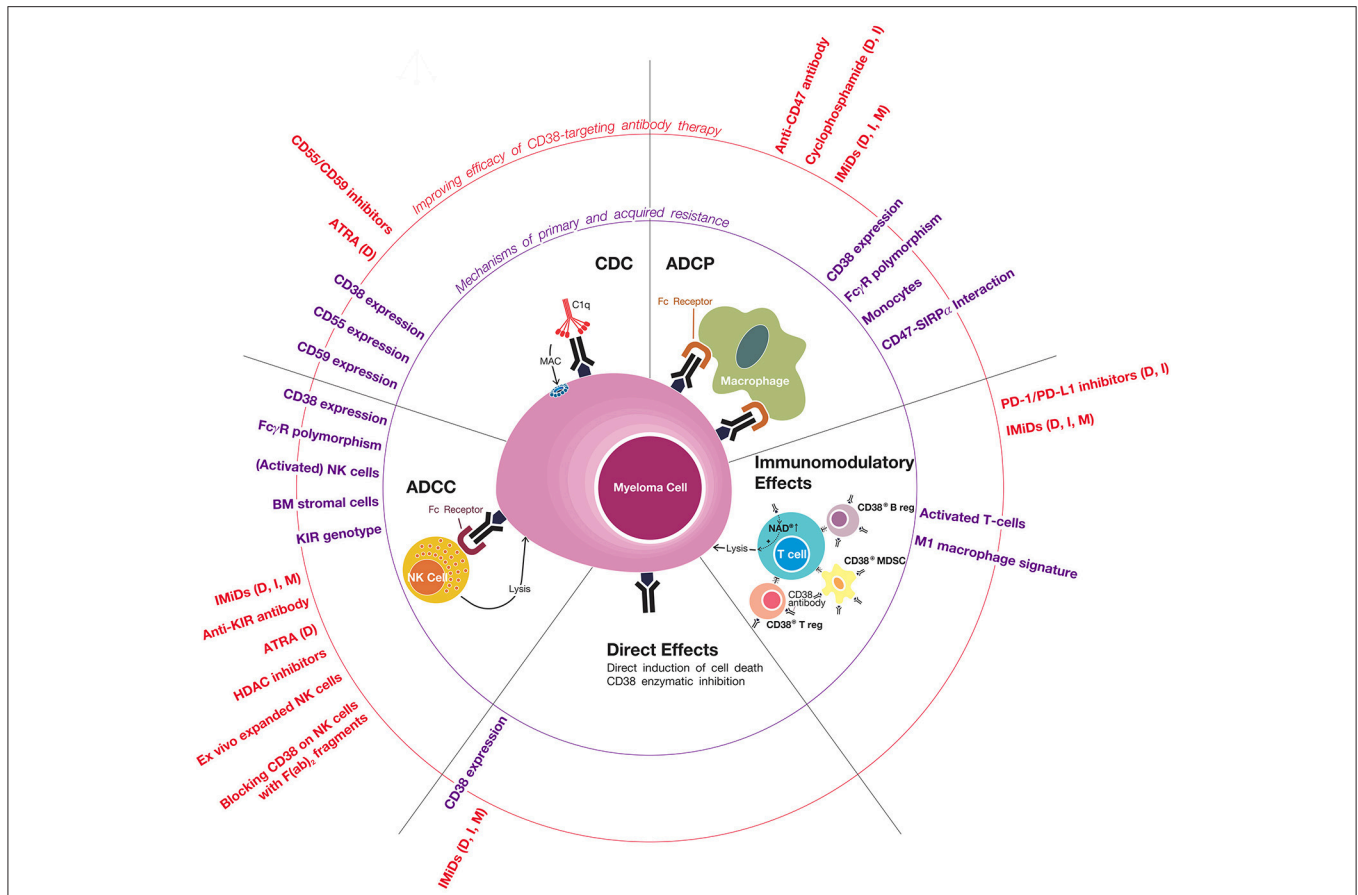 Improving efficacy of CD38-targeting antibody therapy
Mechanisms of primary and acquired resistance
CD55/CD59 inhibitors
ATRA (D)
CD38 expression
CD55 expression
CD59 expression
CDC
C1q
MAC
Anti-CD47 antibody
Cyclophosphamide (D, I)
IMiDs (D, I, M)
CD38 expression
FcγR polymorphism
Monocytes
CD47-SIRPα Interaction
ADCP
Fc Receptor
Macrophage
PD-1/PD-L1 inhibitors (D, I)
IMiDs (D, I, M)
Activated T-cells
M1 macrophage signature
Immunomodulatory
Effects
CD38⊕ B reg
NAD⊕↑
T cell
Lysis
CD38⊕ MDSC
CD38
antibody
CD38⊕ T reg
Myeloma Cell
Direct Effects
Direct induction of cell death
CD38 enzymatic inhibition
CD38 expression
IMiDs (D, I, M)
ADCC
Fc Receptor
NK Cell
Lysis
CD38 expression
FcγR polymorphism
(Activated) NK cells
BM stromal cells
KIR genotype
IMiDs (D, I, M)
Anti-KIR antibody
ATRA (D)
HDAC inhibitors
Ex vivo expanded NK cells
Blocking CD38 on NK cells
with F(ab)₂ fragments